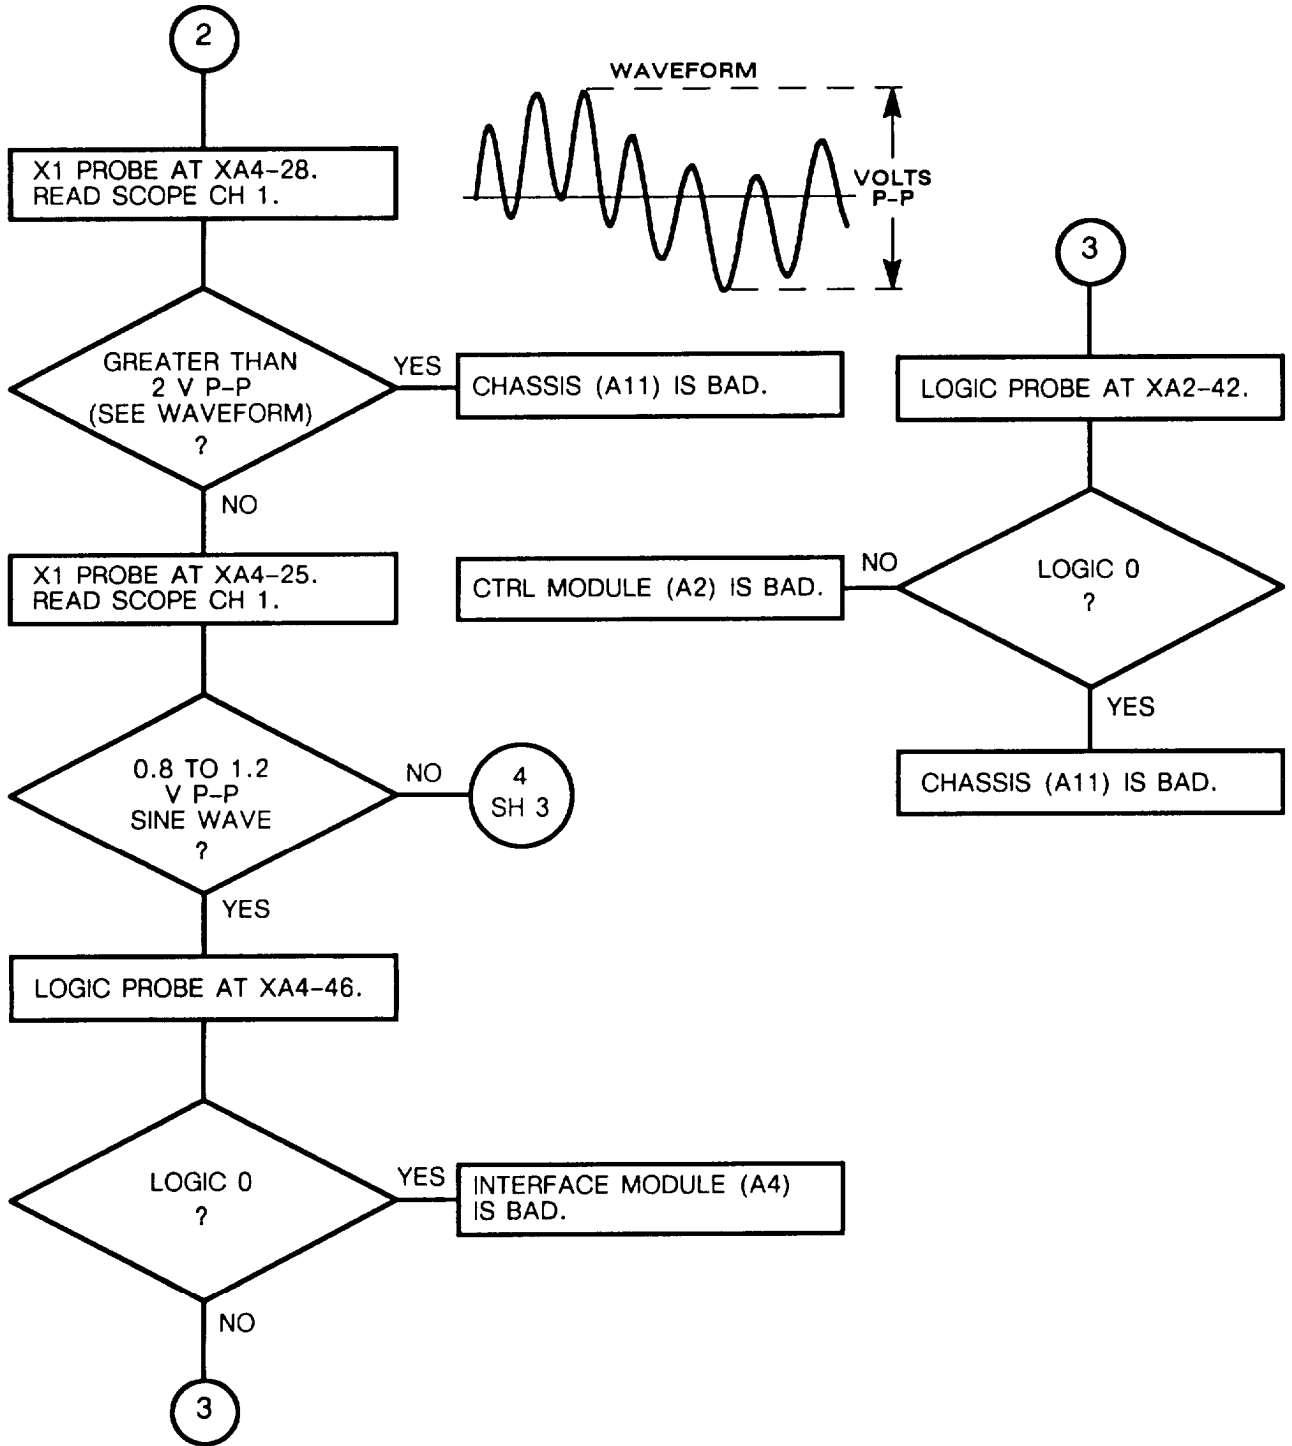 2
WAVEFORM
X1 PROBE AT XA4-28.
READ SCOPE CH 1.
VOLTS
P-P
GREATER THAN
2 V P-P
(SEE WAVEFORM)
?
YES
CHASSIS (A11) IS BAD.
NO
X1 PROBE AT XA4-25.
READ SCOPE CH 1.
0.8 TO 1.2
V P-P
SINE WAVE
?
NO
4
SH 3
YES
LOGIC PROBE AT XA4-46.
LOGIC 0
?
YES
INTERFACE MODULE (A4)
IS BAD.
NO
3
3
LOGIC PROBE AT XA2-42.
LOGIC 0
?
NO
CTRL MODULE (A2) IS BAD.
YES
CHASSIS (A11) IS BAD.